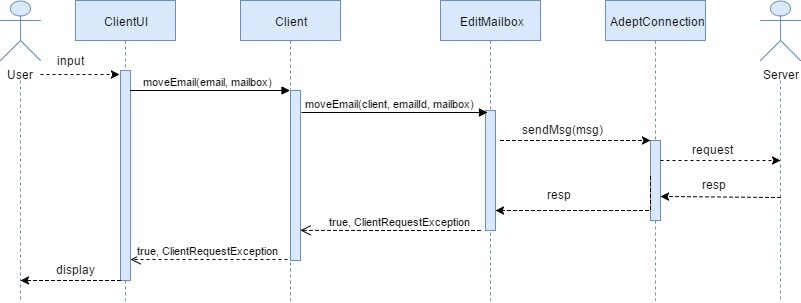 ClientUI
Client
EditMailbox
AdeptConnection
User
Server
input
moveEmail(email, mailbox)
moveEmail(client, emailId, mailbox)
sendMsg(msg)
request
resp
resp
true, ClientRequestException
true, ClientRequestException
display